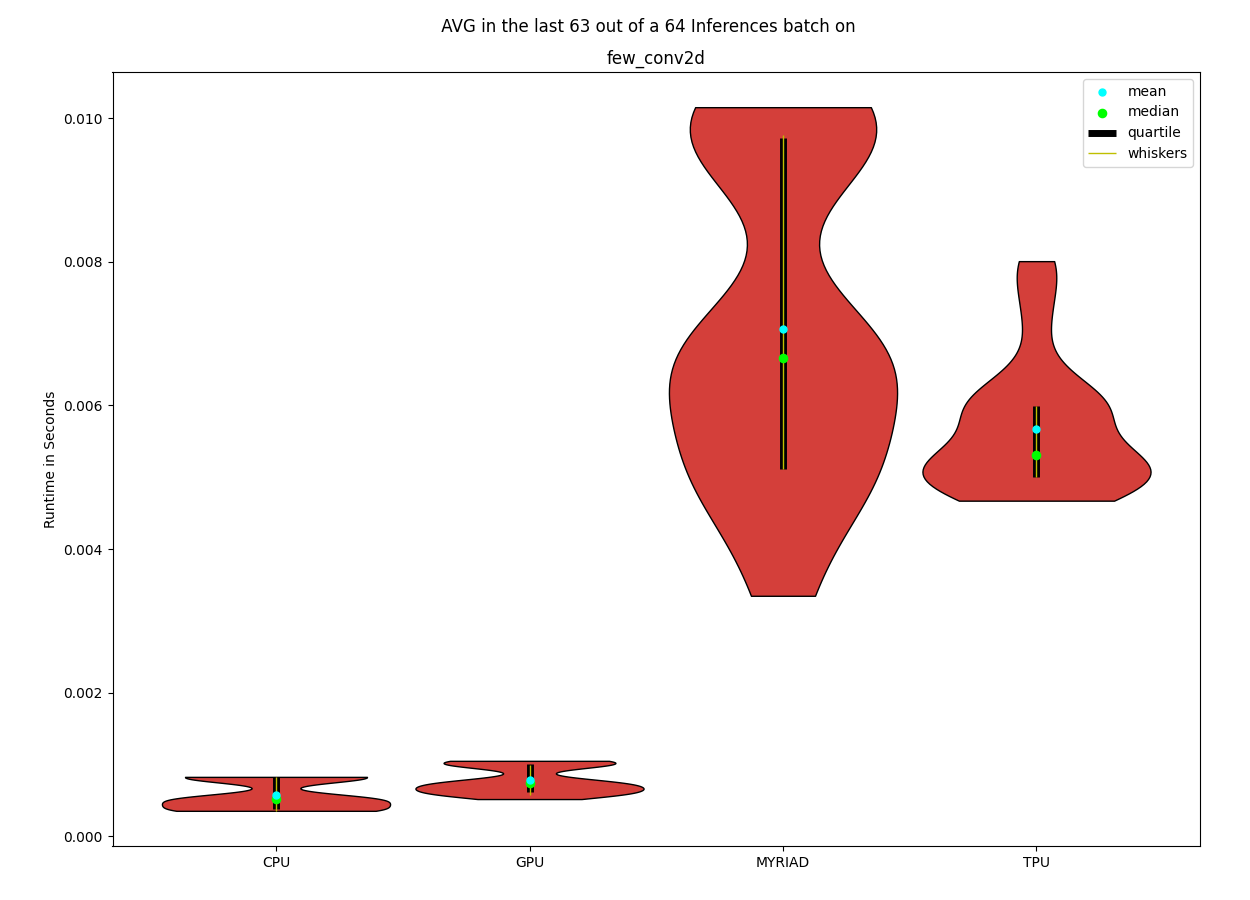 AVG in the last 63 out of a 64 Inferences batch on
few_conv2d
mean
median
quartile
whiskers
0.010
0.008
0.006
0.004
0.002
0.000
Runtime in Seconds
CPU
GPU
MYRIAD
TPU